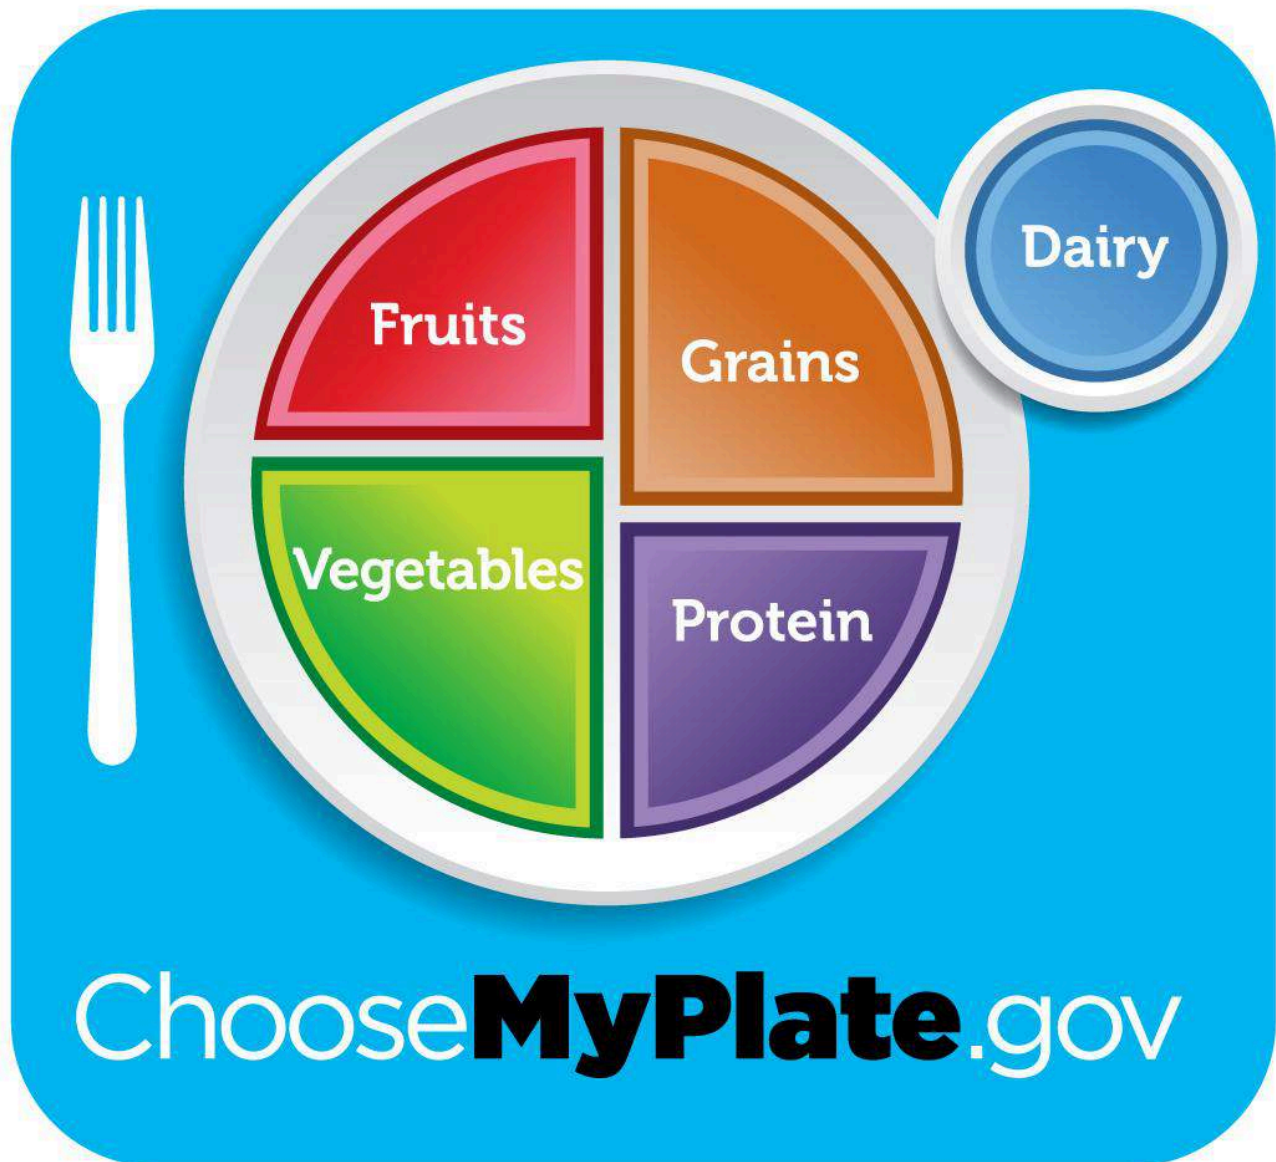 Fruits
Grains
Dairy
Vegetables
Protein
ChooseMyPlate.gov